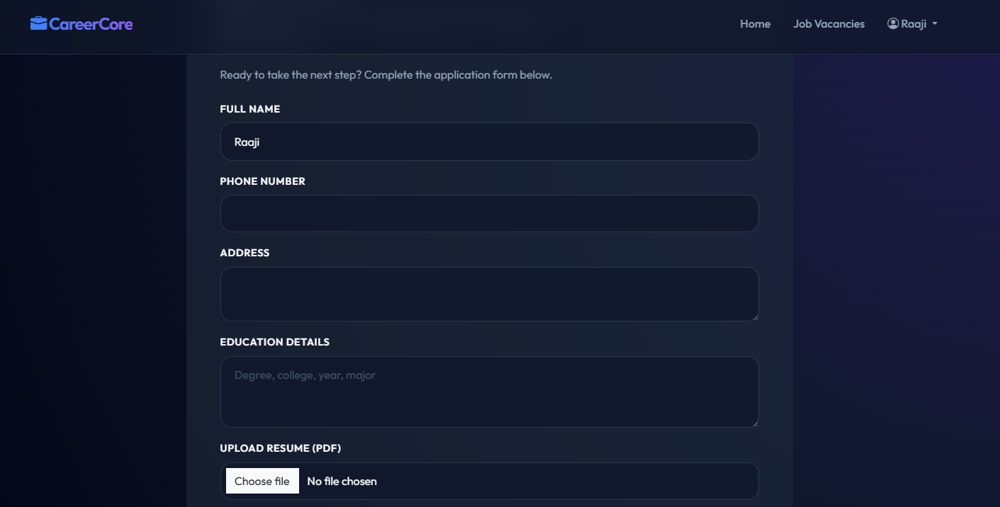 CareerCore
Home
Job Vacancies
Raaji
Ready to take the next step? Complete the application form below.
FULL NAME
Raaji
PHONE NUMBER
ADDRESS
EDUCATION DETAILS
Degree, college, year, major
UPLOAD RESUME (PDF)
Choose file No file chosen